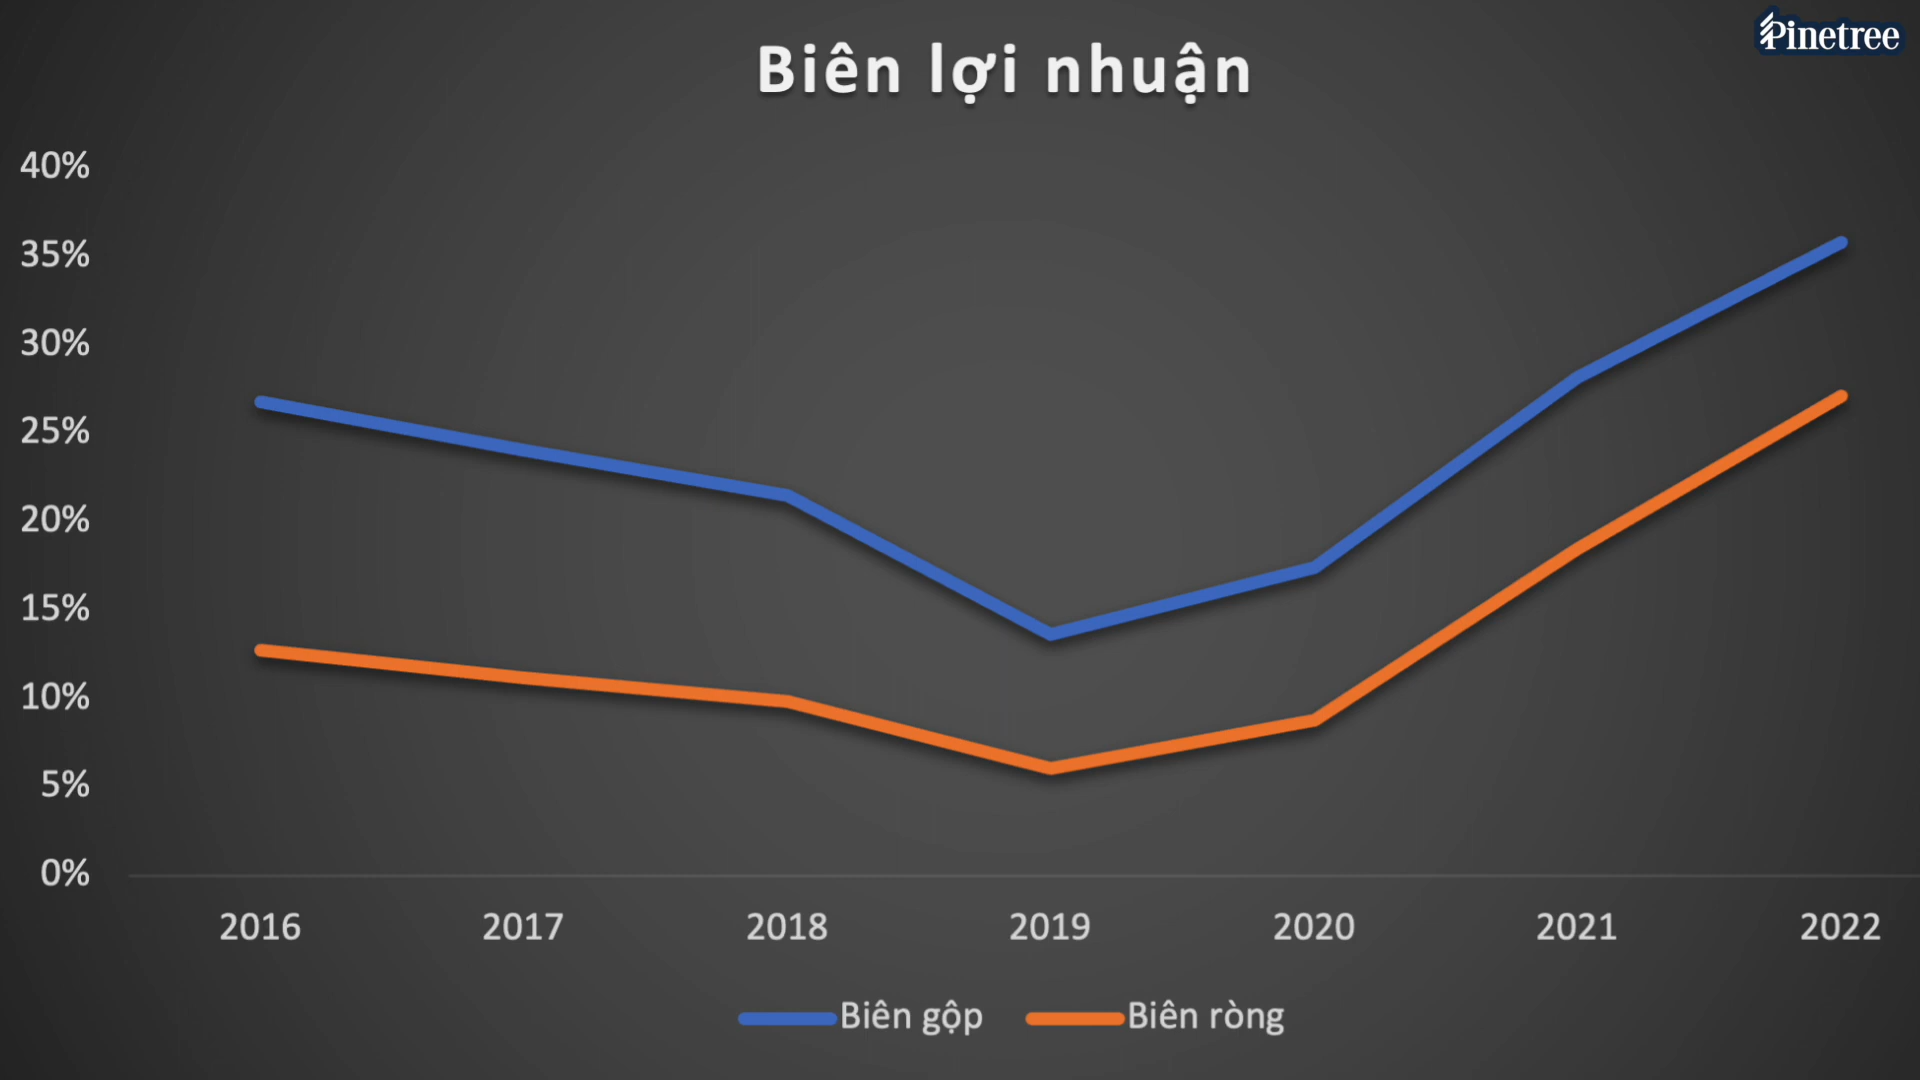 Pinetree
Biên lợi nhuận
40%
35%
30%
25%
20%
15%
10%
5%
0%
2016 2017 2018 2019 2020 2021 2022
Biên gộp Biên ròng